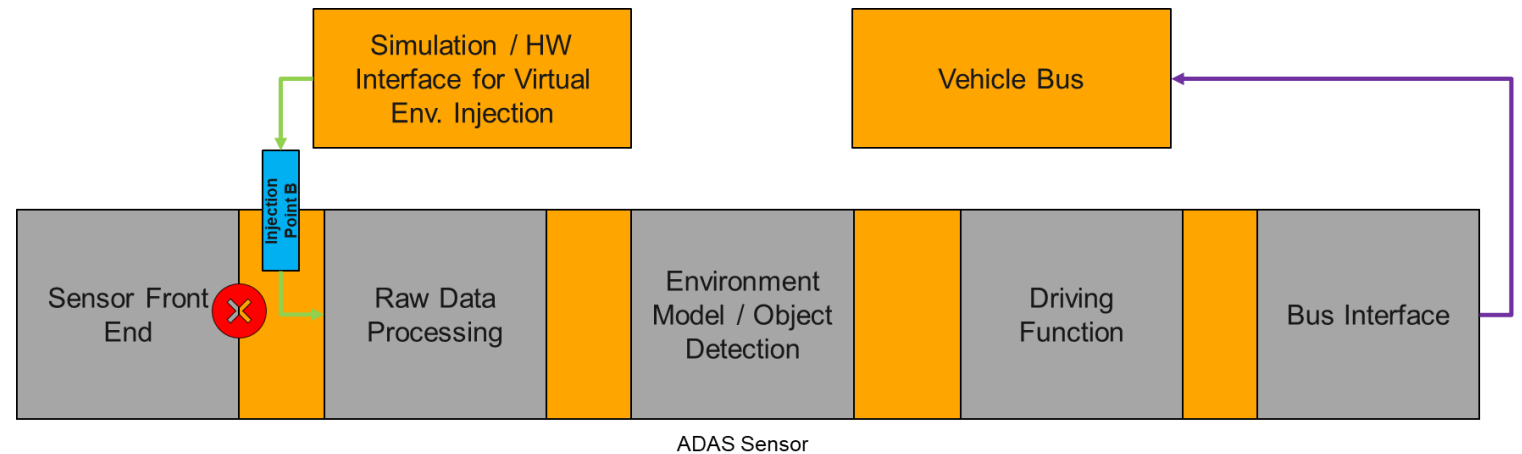 Simulation / HW
Interface for Virtual
Env. Injection
Vehicle Bus
Injection
Point B
Sensor Front
End
Raw Data
Processing
Environment
Model / Object
Detection
Driving
Function
Bus Interface
ADAS Sensor